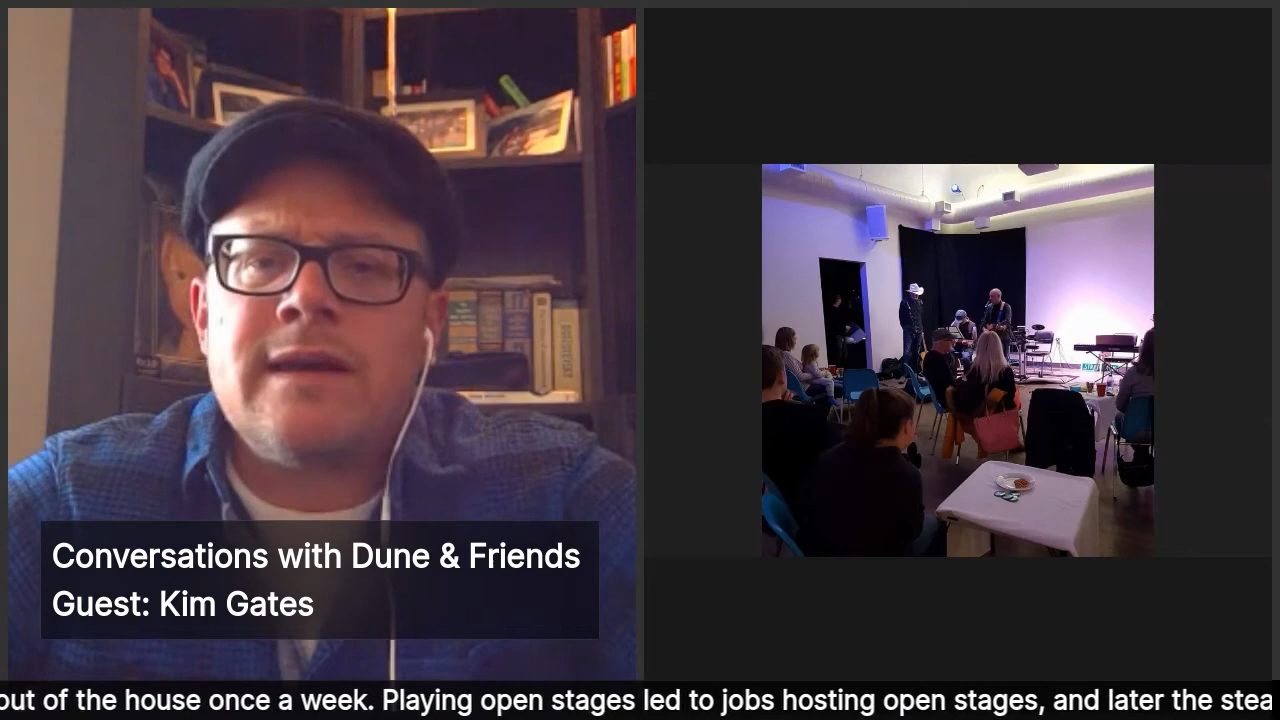 Conversations with Dune & Friends
Guest: Kim Gates
out of the house once a week. Playing open stages led to jobs hosting open stages, and later the stea